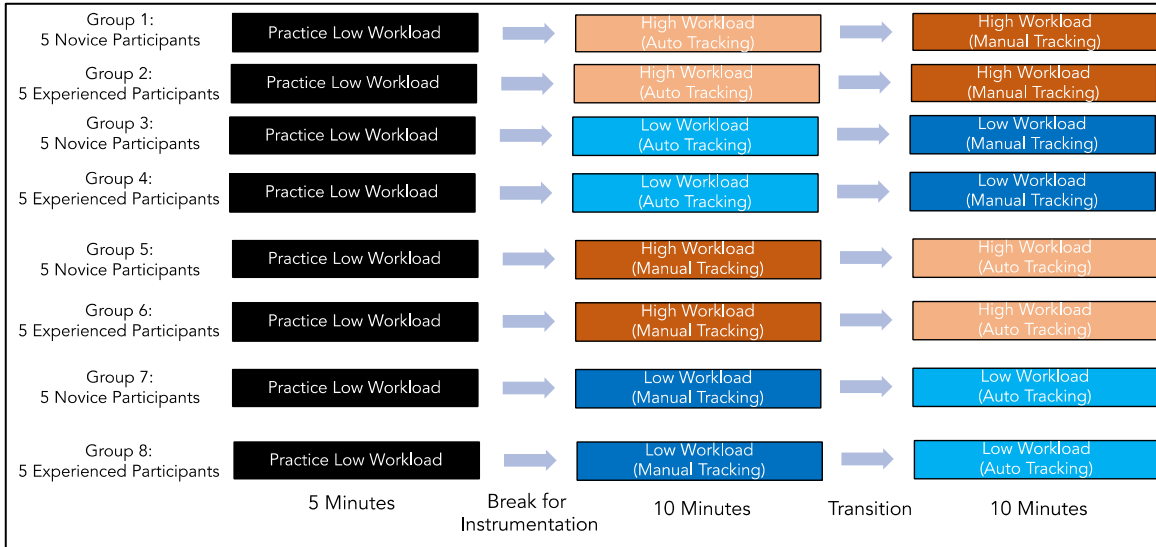 Group 1:
5 Novice Participants
Practice Low Workload
High Workload
(Auto Tracking)
High Workload
(Manual Tracking)
Group 2:
5 Experienced Participants
Practice Low Workload
High Workload
(Auto Tracking)
High Workload
(Manual Tracking)
Group 3:
5 Novice Participants
Practice Low Workload
Low Workload
(Auto Tracking)
Low Workload
(Manual Tracking)
Group 4:
5 Experienced Participants
Practice Low Workload
Low Workload
(Auto Tracking)
Low Workload
(Manual Tracking)
Group 5:
5 Novice Participants
Practice Low Workload
High Workload
(Manual Tracking)
High Workload
(Auto Tracking)
Group 6:
5 Experienced Participants
Practice Low Workload
High Workload
(Manual Tracking)
High Workload
(Auto Tracking)
Group 7:
5 Novice Participants
Practice Low Workload
Low Workload
(Manual Tracking)
Low Workload
(Auto Tracking)
Group 8:
5 Experienced Participants
Practice Low Workload
Low Workload
(Manual Tracking)
Low Workload
(Auto Tracking)
5 Minutes
Break for
Instrumentation
10 Minutes
Transition
10 Minutes